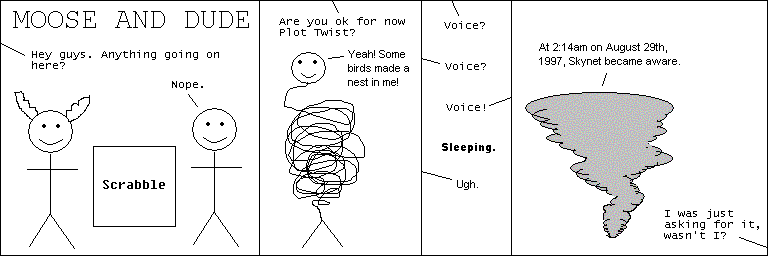 MOOSE AND DUDE
Hey guys. Anything going on
here?
Nope.
Scrabble
Are you ok for now
Plot Twist?
Yeah! Some
birds made a
nest in me!
Voice?
Voice?
Voice!
Sleeping.
Ugh.
At 2:14am on August 29th,
1997, Skynet became aware.
I was just
asking for it,
wasn't I?